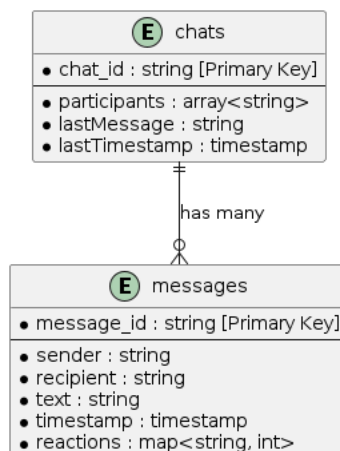 E chats
chat_id : string [Primary Key]
participants : array<string>
lastMessage : string
lastTimestamp : timestamp
has many
E messages
message_id : string [Primary Key]
sender : string
recipient : string
text : string
timestamp : timestamp
reactions : map<string, int>